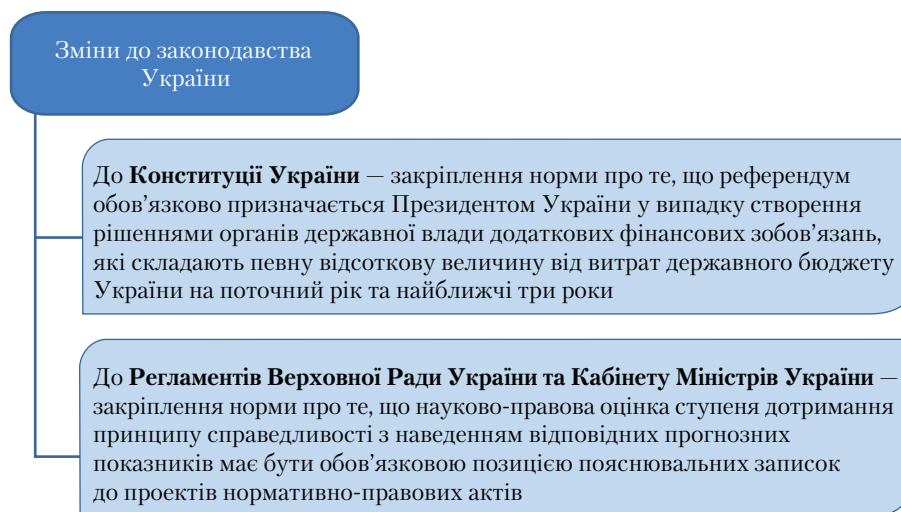 Зміни до законодавства
України
До Конституції України — закріплення норми про те, що референдум
обов’язково призначається Президентом України у випадку створення
рішеннями органів державної влади додаткових фінансових зобов’язань,
які складають певну відсоткову величину від витрат державного бюджету
України на поточний рік та найближчі три роки
До Регламентів Верховної Ради України та Кабінету Міністрів України —
закріплення норми про те, що науково-правова оцінка ступеня дотримання
принципу справедливості з наведенням відповідних прогнозних
показників має бути обов’язковою позицією пояснювальних записок
до проектів нормативно-правових актів